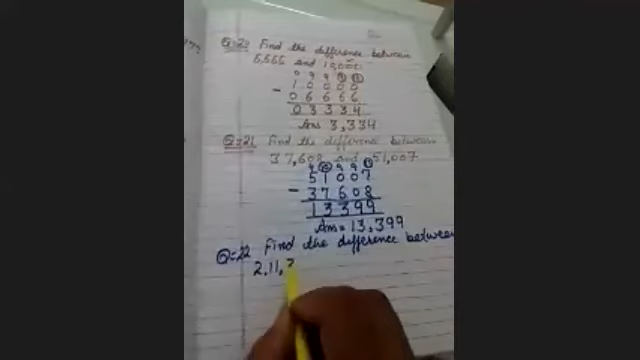 Q=20 Find the difference between
6,666 and 10,000
0 9 9 10 10
1 0 0 0 0
- 0 6 6 6 6
0 3 3 3 4
Ans 3,334
Q=21 Find the difference between
37,608 and 51,007
5 1 0 0 7
- 3 7 6 0 8
1 3 3 9 9
Ans = 13,399
Q=22 Find the difference between
2,11,